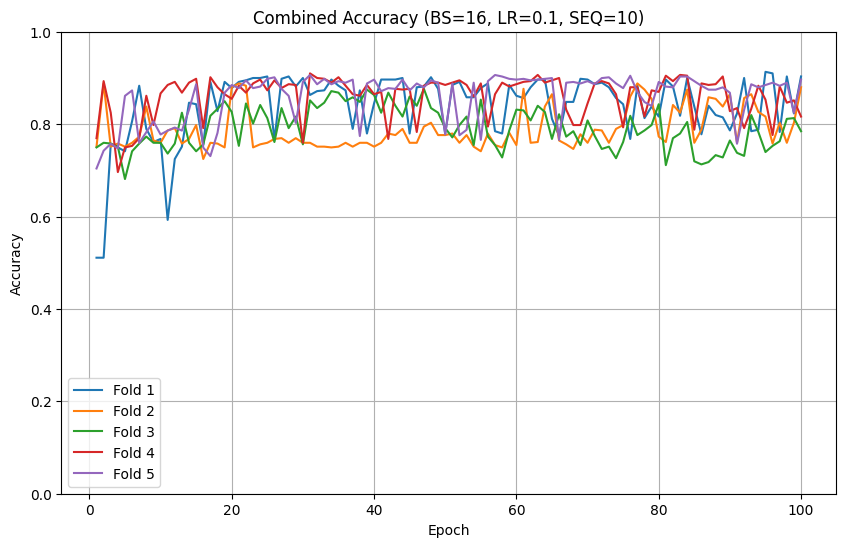 Combined Accuracy (BS=16, LR=0.1, SEQ=10)
1.0
0.8
0.6
0.4
0.2
0.0
Accuracy
Fold 1
Fold 2
Fold 3
Fold 4
Fold 5
0 20 40 60 80 100
Epoch